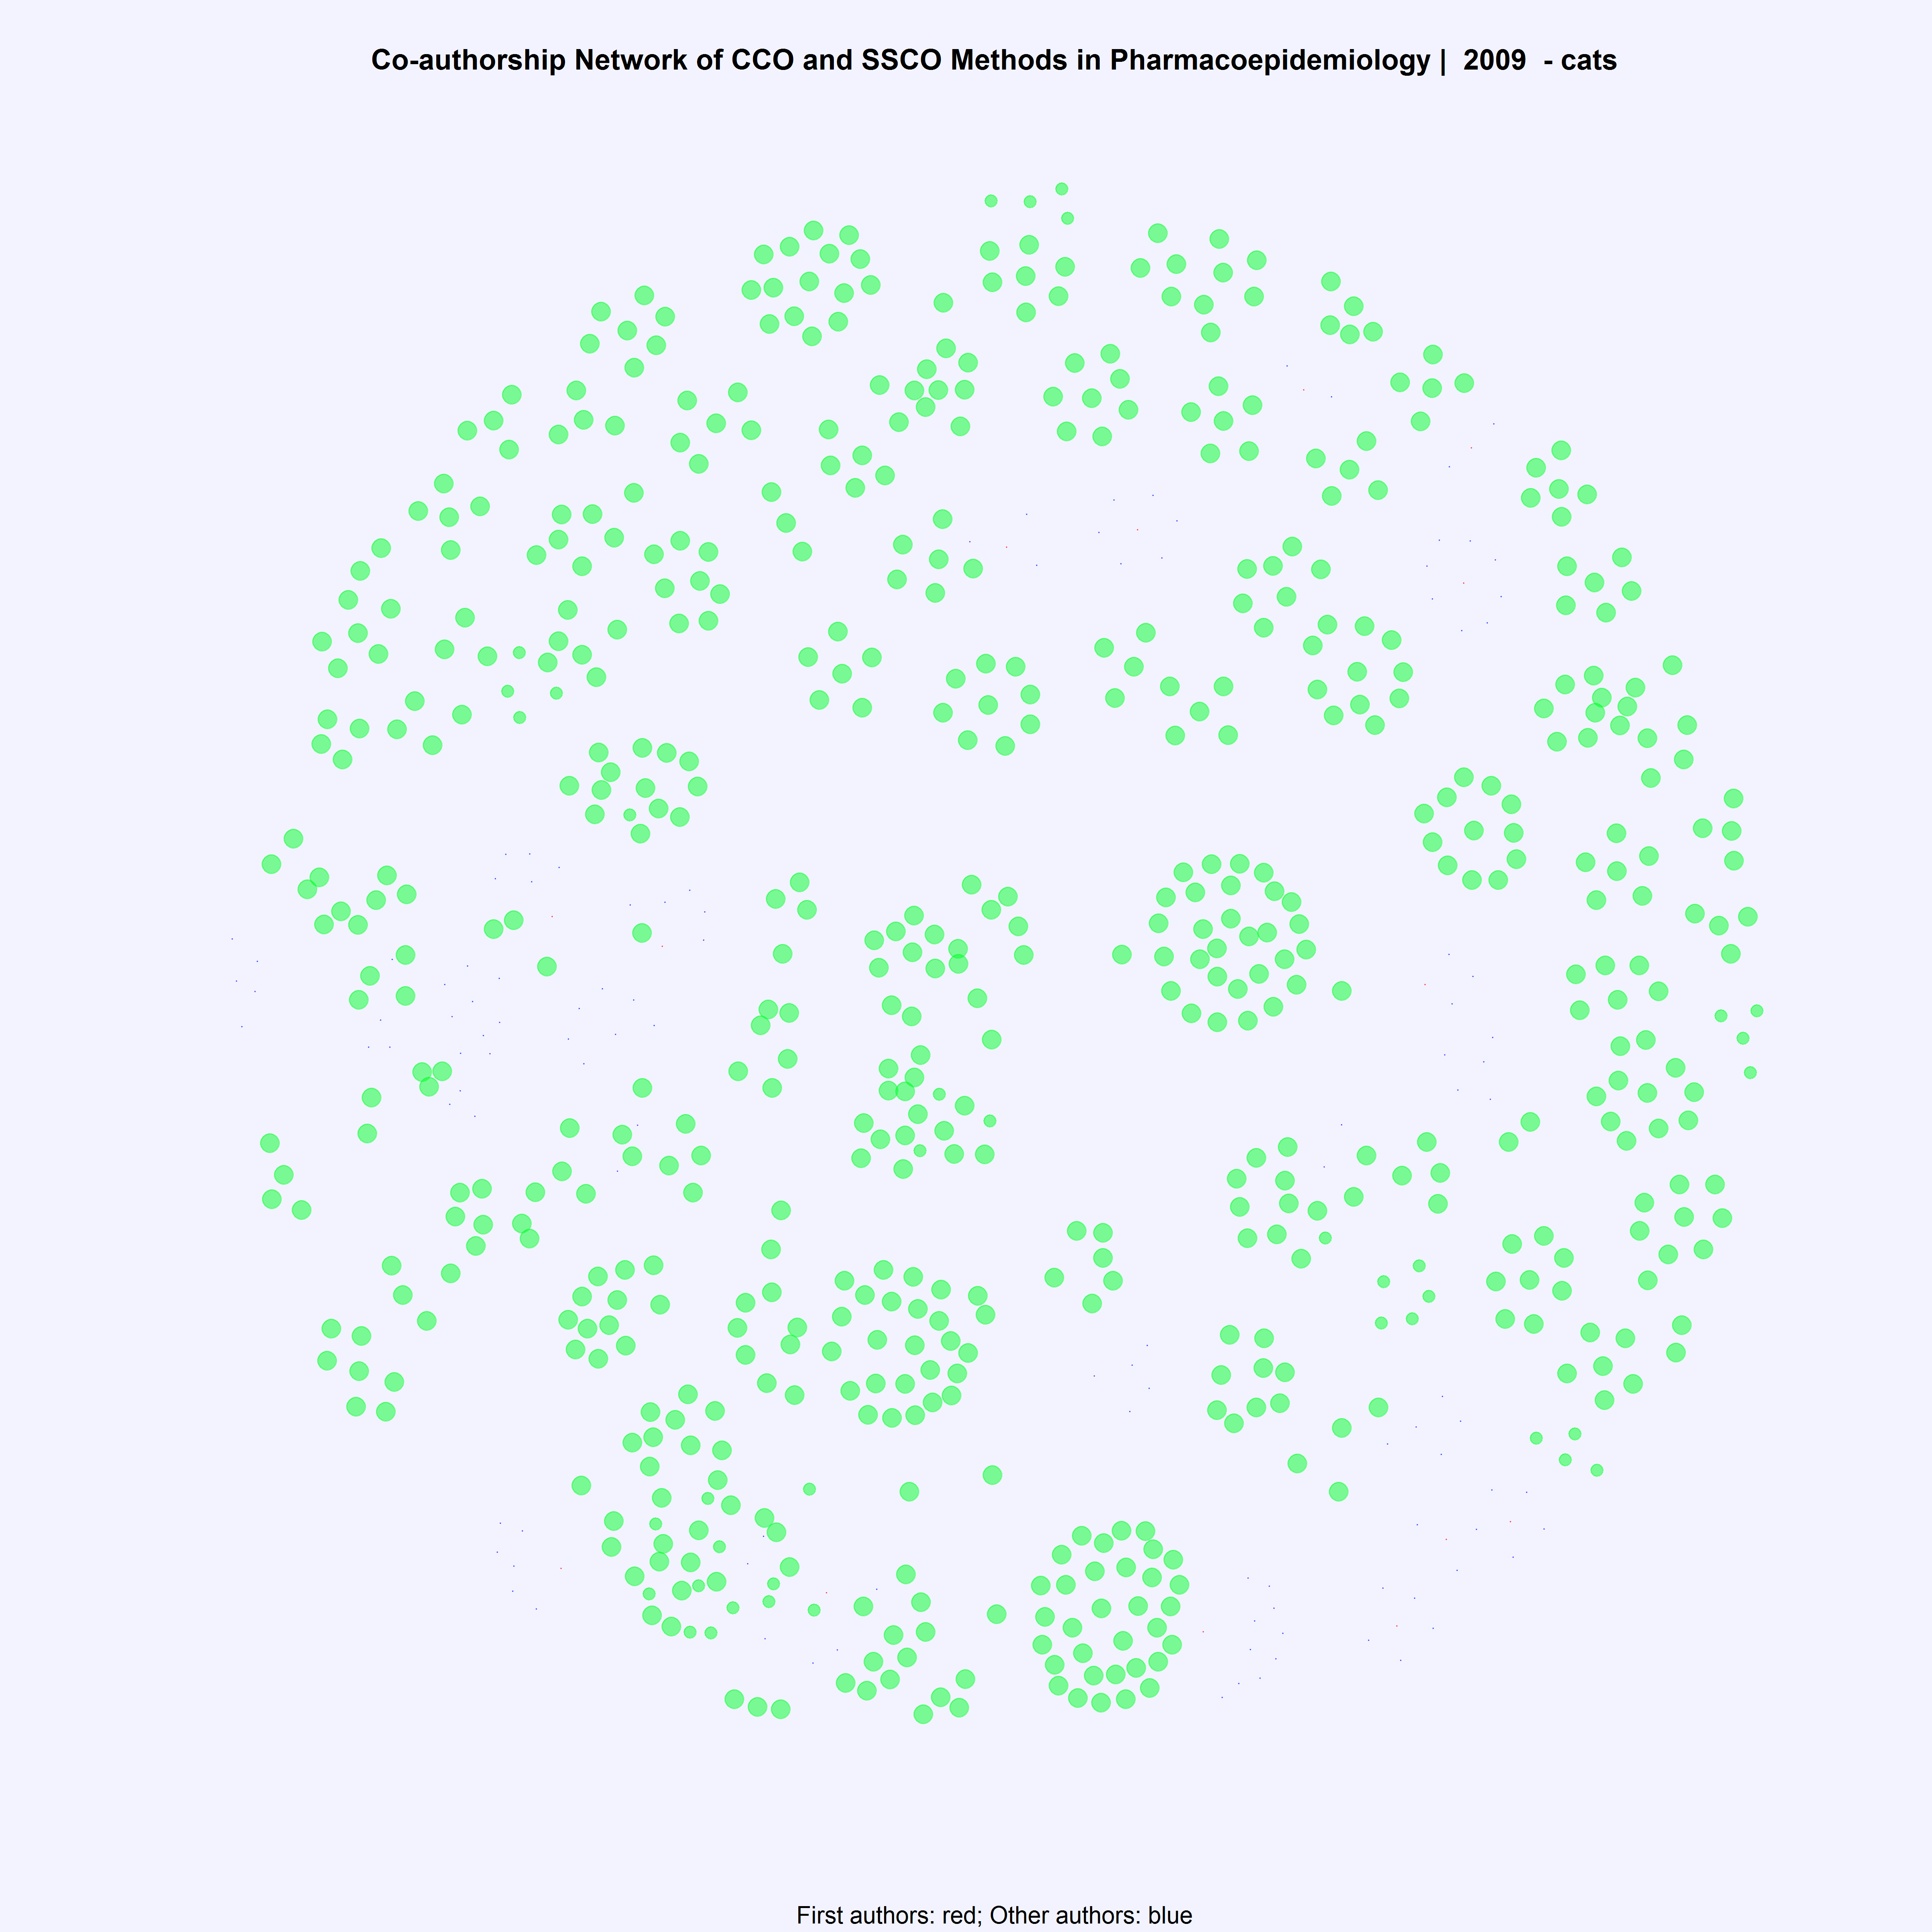 Co-authorship Network of CCO and SSCO Methods in Pharmacoepidemiology | 2009 - cats
First authors: red; Other authors: blue